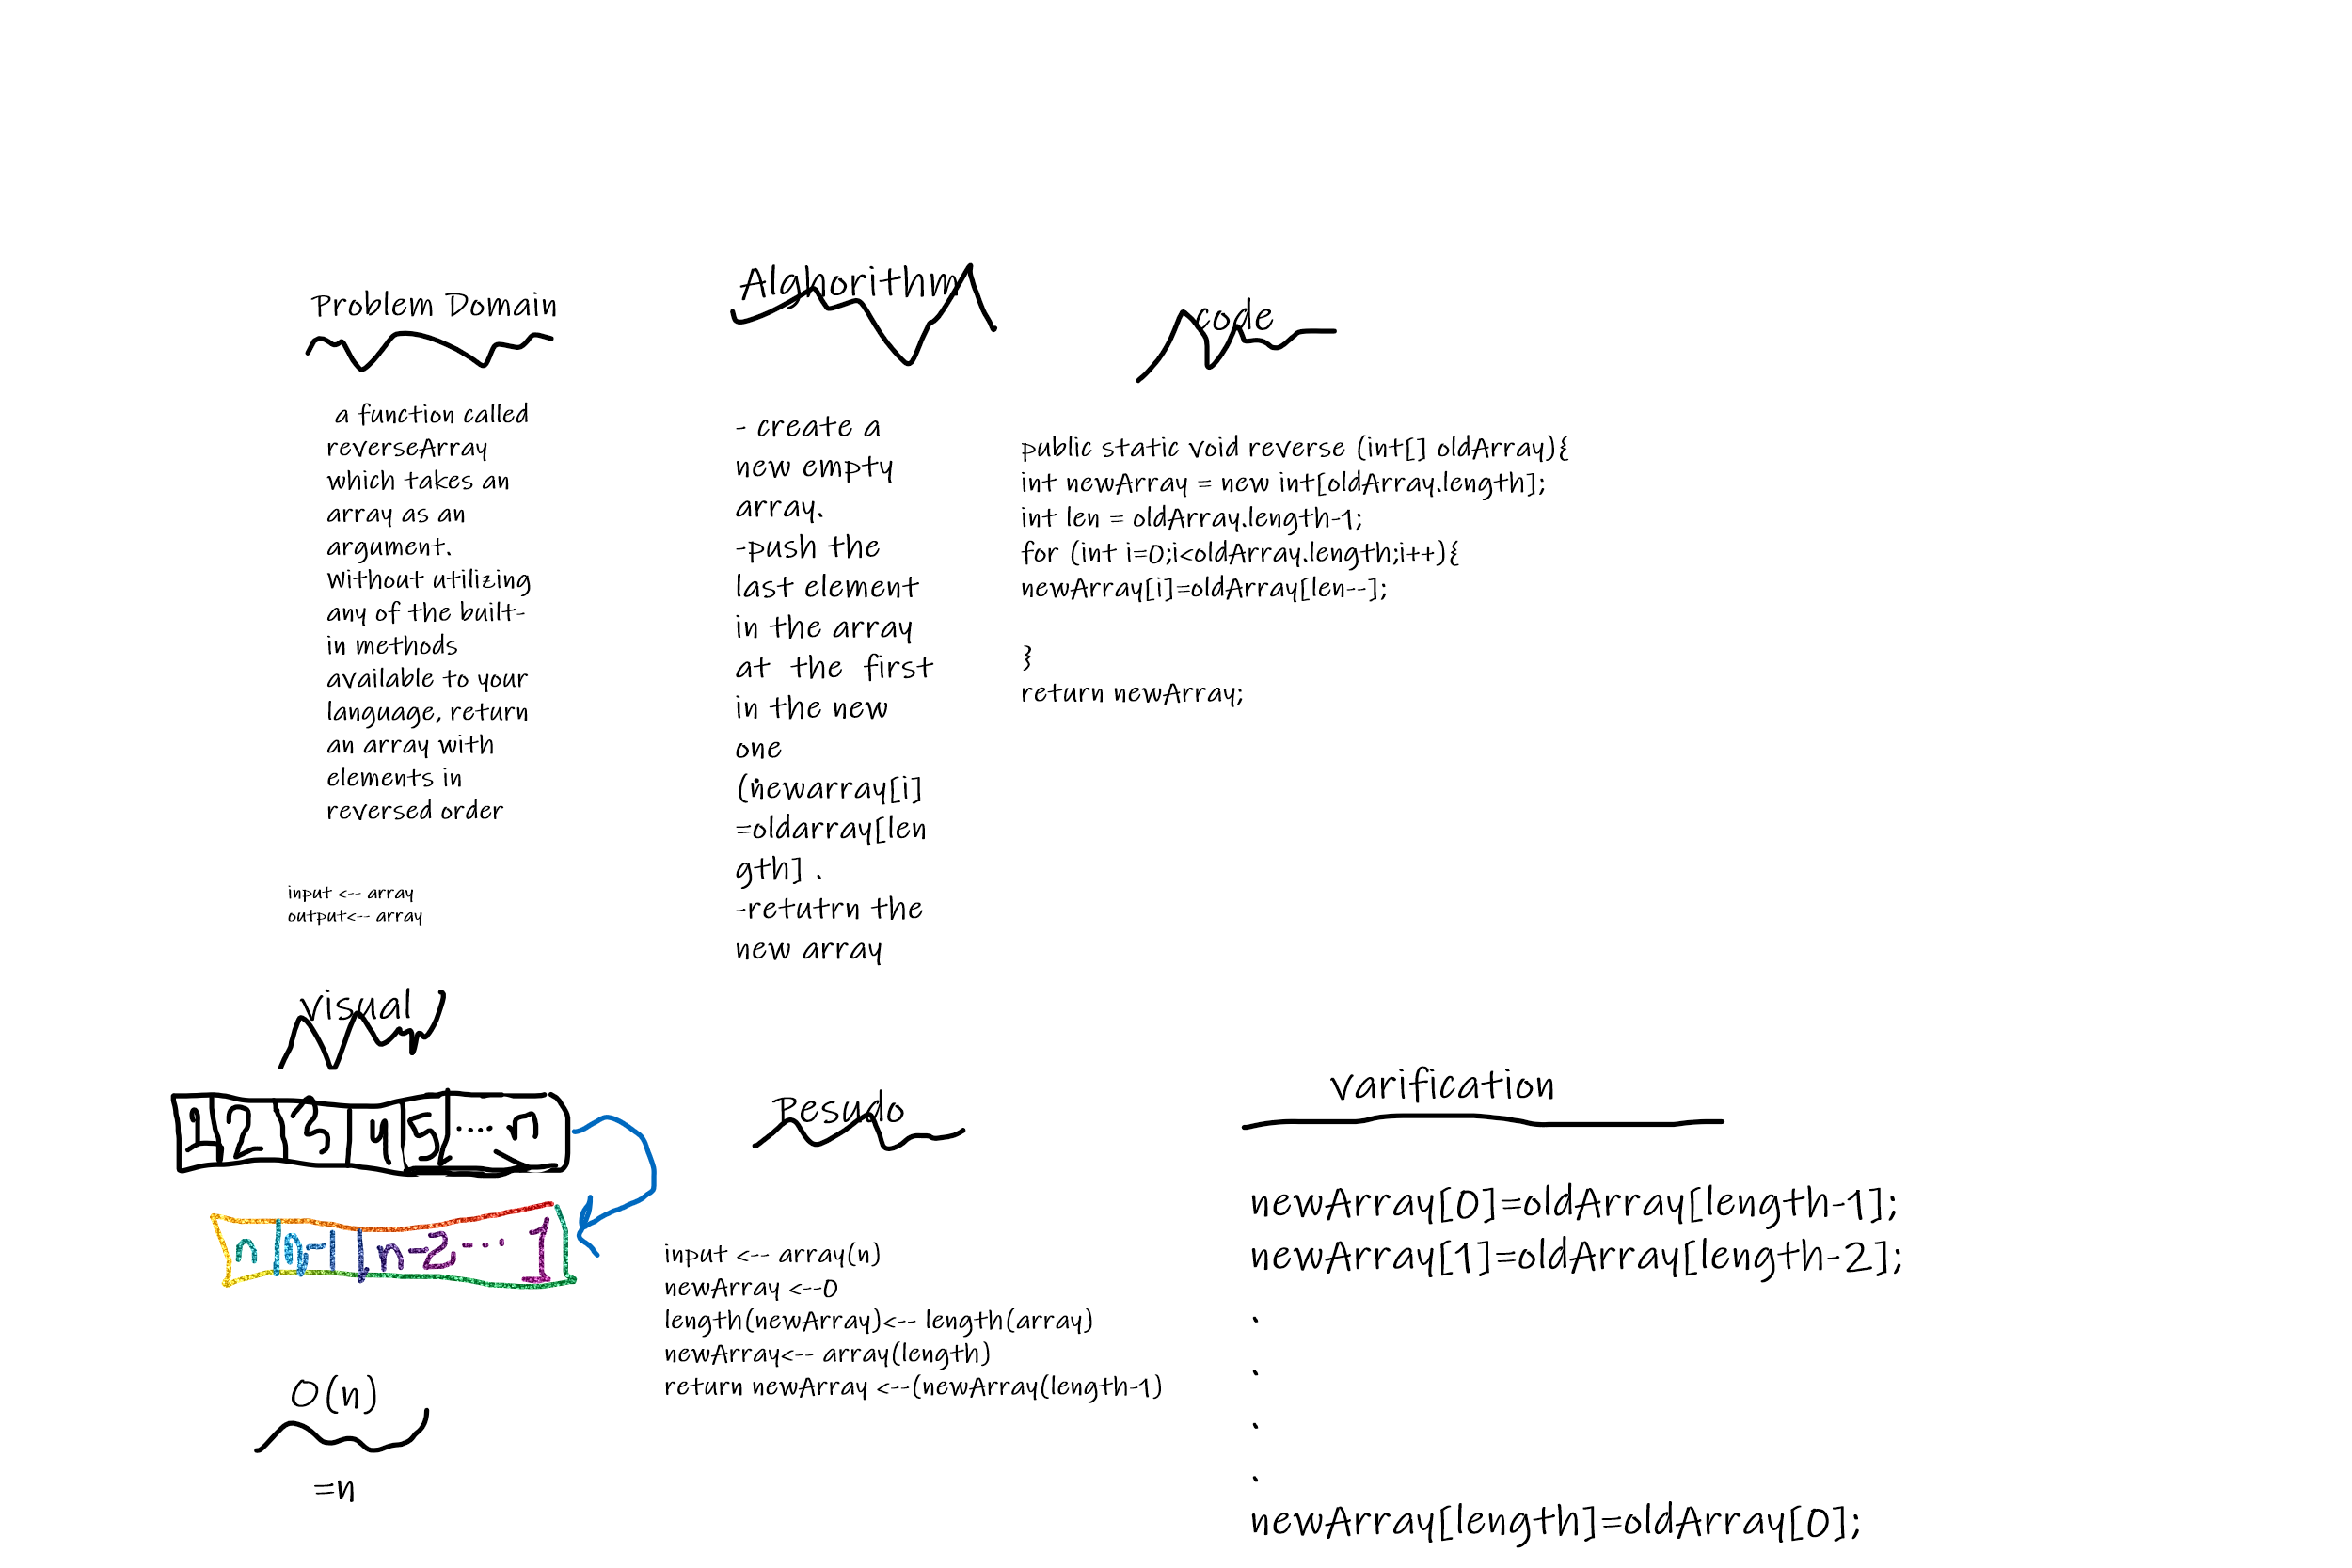 Problem Domain
a function called
reverseArray
which takes an
array as an
argument.
Without utilizing
any of the built-
in methods
available to your
language, return
an array with
elements in
reversed order
input <-- array
output<-- array
Alghorithm
- create a
new empty
array.
-push the
last element
in the array
at the first
in the new
one
(newarray[i]
=oldarray[len
gth] .
-retutrn the
new array
code
public static void reverse (int[] oldArray){
int newArray = new int[oldArray.length];
int len = oldArray.length-1;
for (int i=0;i<oldArray.length;i++){
newArray[i]=oldArray[len--];
}
return newArray;
visual
1 2 3 4 5 .... n
n n-1 n-2 ... 1
O(n)
=n
Pesudo
input <-- array(n)
newArray <--0
length(newArray)<-- length(array)
newArray<-- array(length)
return newArray <--(newArray(length-1)
varification
newArray[0]=oldArray[length-1];
newArray[1]=oldArray[length-2];
.
.
.
.
newArray[length]=oldArray[0];